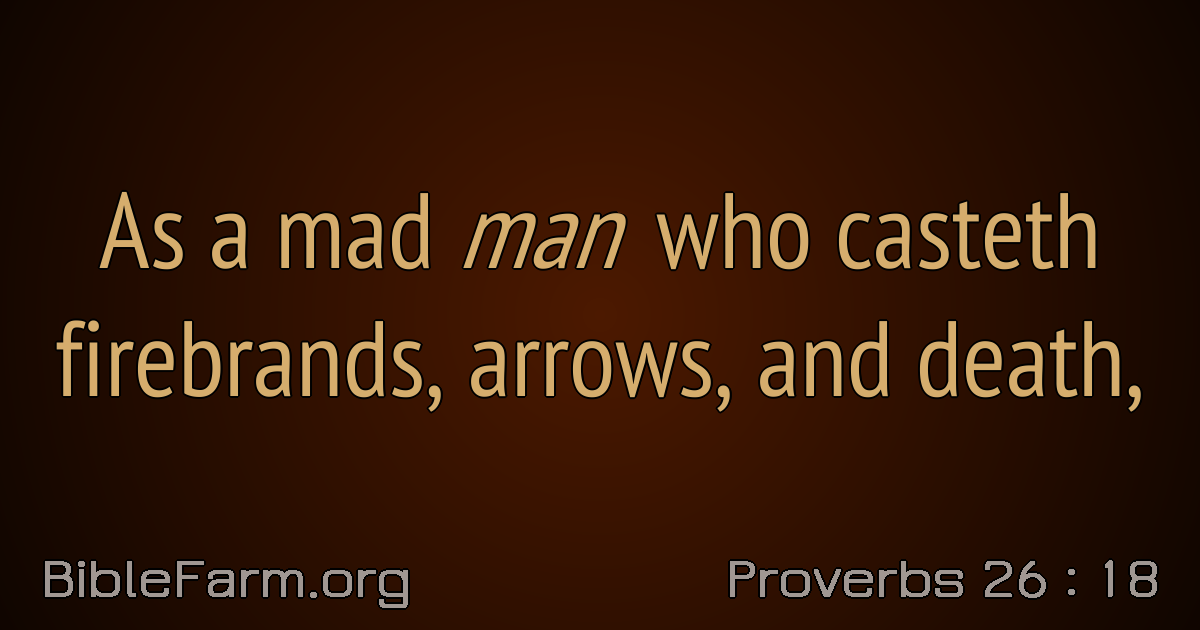 As a mad man who casteth
firebrands, arrows, and death,
BibleFarm.org
Proverbs 26 : 18